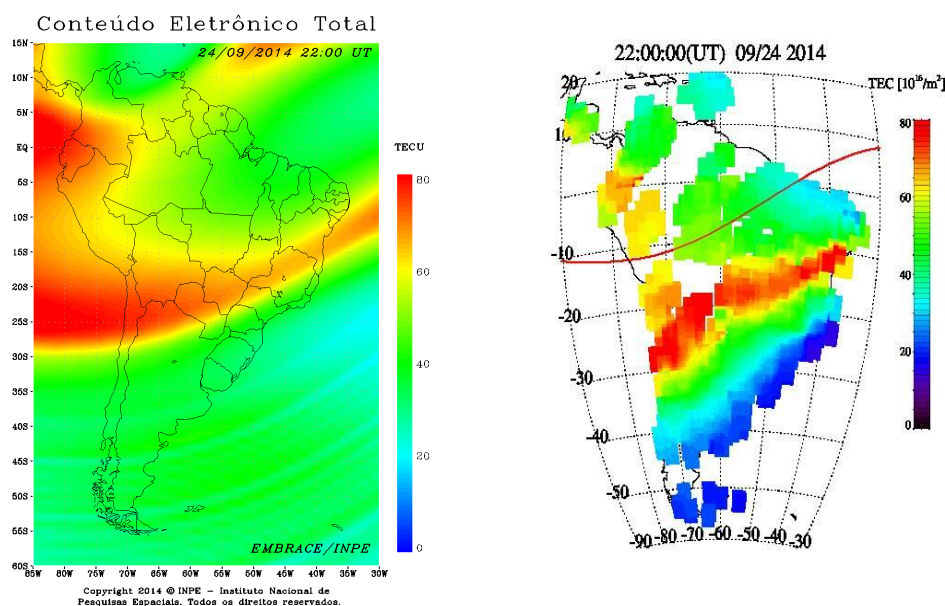 Conteúdo Eletrônico Total
24/09/2014 22:00 UT
15N
10N
5N
EQ
5S
10S
15S
20S
25S
30S
35S
40S
45S
50S
55S
60S
85W 80W 75W 70W 65W 60W 55W 50W 45W 40W 35W 30W
EMBRACE/INPE
TECU
80
60
40
20
0
Copyright 2014 © INPE – Instituto Nacional de
Pesquisas Espaciais. Todos os direitos reservados.
22:00:00(UT) 09/24 2014
TEC [10¹⁶/m²]
20
-10
-20
-30
-40
-50
-90 -80 -70 -60 -50 -40 -30
80
60
40
20
0